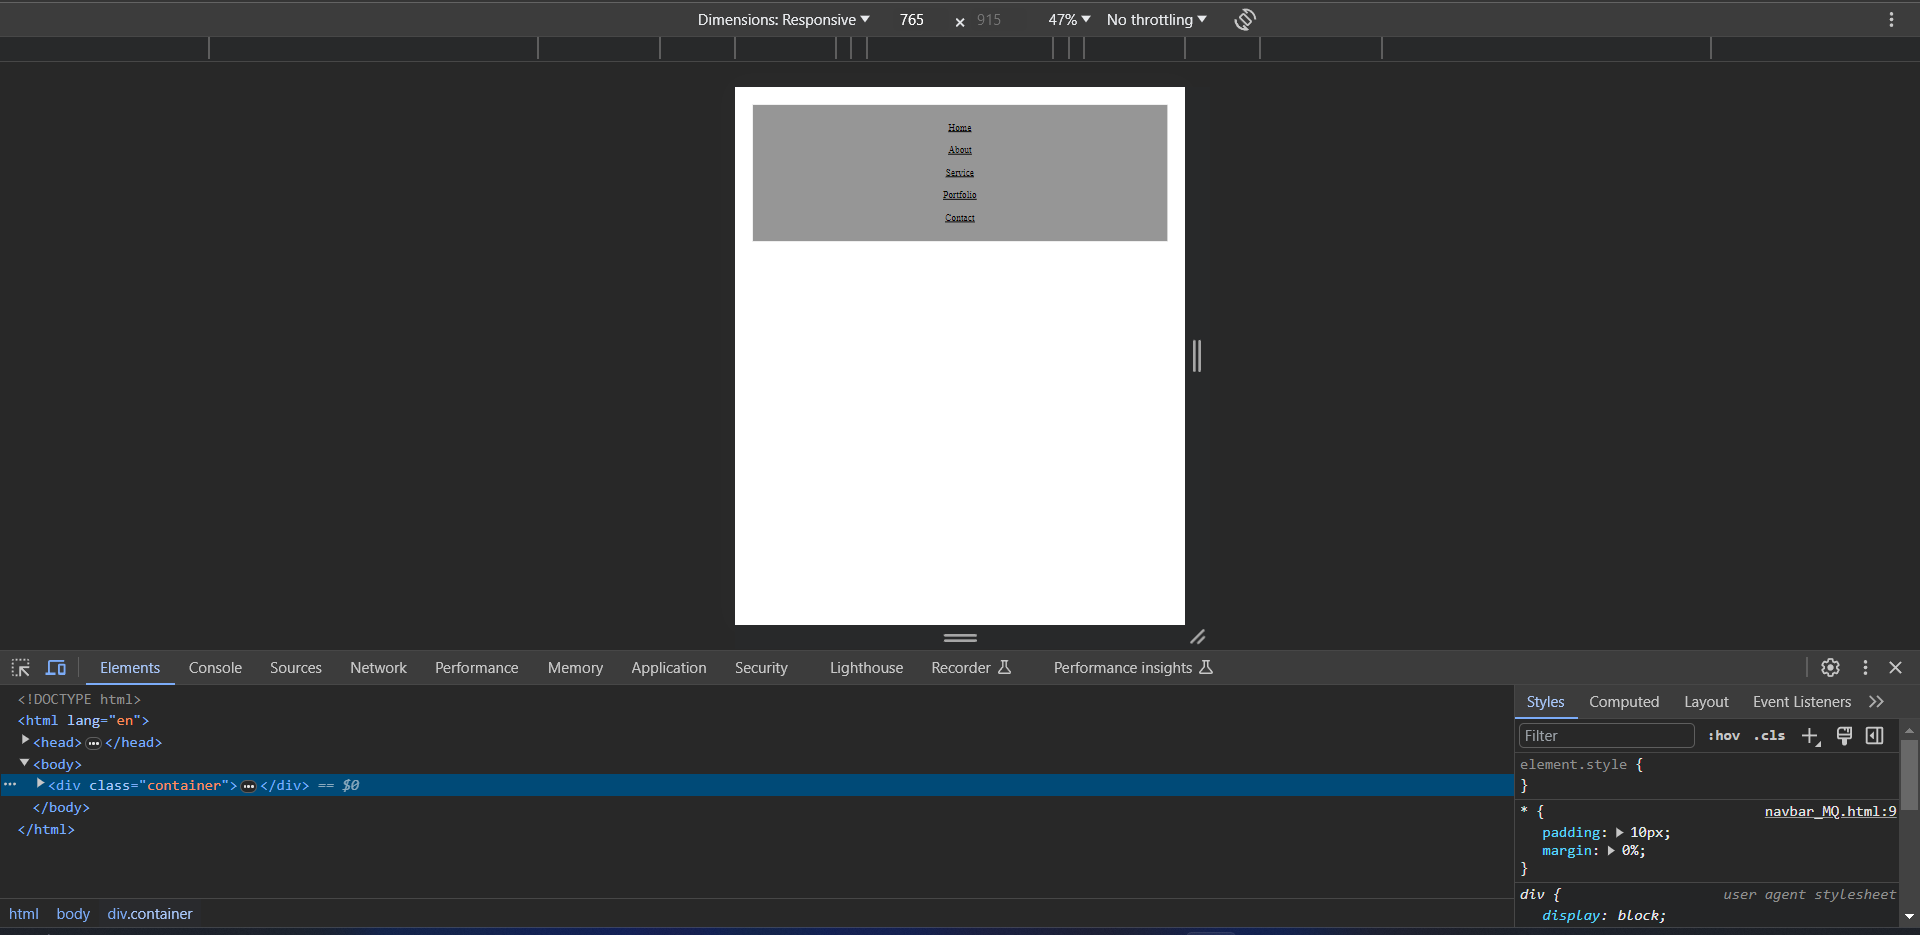 Dimensions: Responsive 765 × 915 47% No throttling
Home
About
Service
Portfolio
Contact
Elements Console Sources Network Performance Memory Application Security Lighthouse Recorder Performance insights
<!DOCTYPE html>
<html lang="en">
<head> ••• </head>
<body>
••• <div class="container"> ••• </div> == $0
</body>
</html>
html body div.container
Styles Computed Layout Event Listeners
Filter :hov .cls
element.style {
}
* { navbar_MQ.html:9
padding: 10px;
margin: 0%;
}
div { user agent stylesheet
display: block;